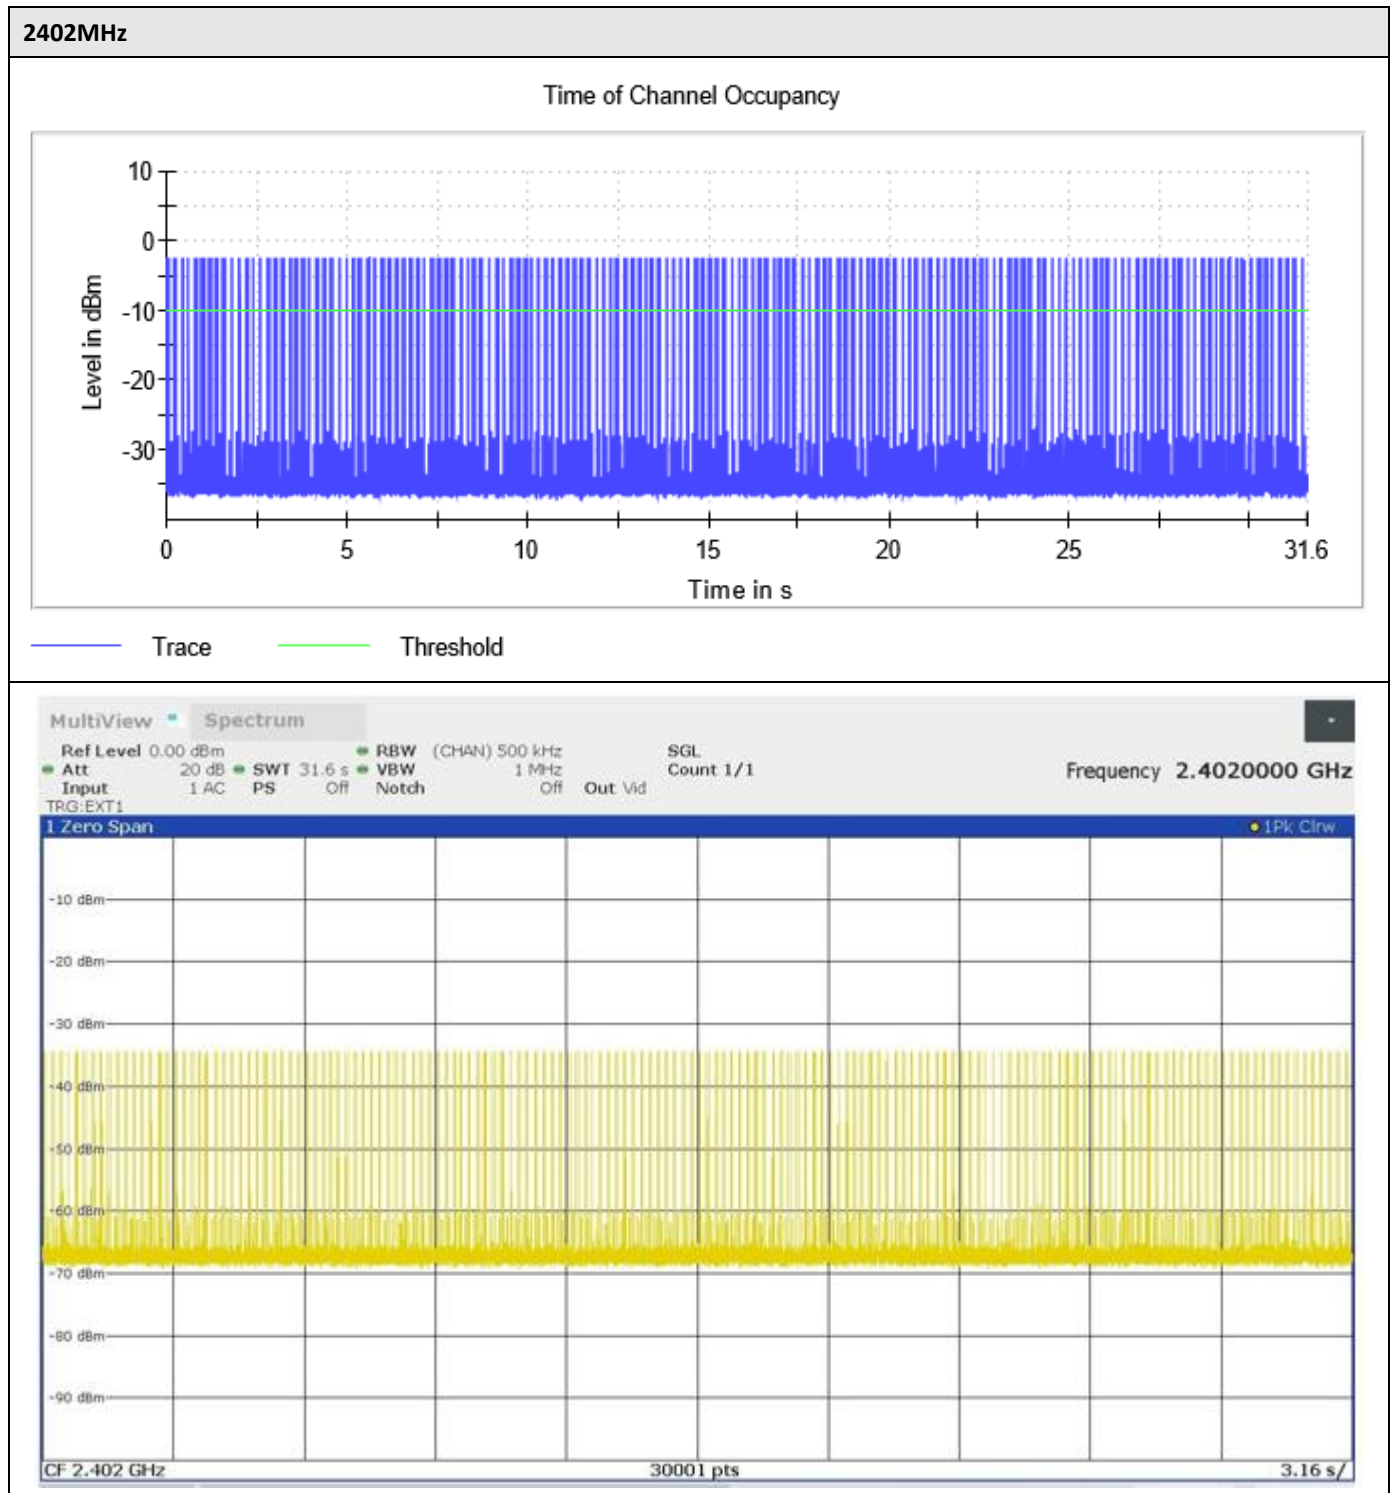 2402MHz
Time of Channel Occupancy
10
0
-10
-20
-30
Level in dBm
0 5 10 15 20 25 31.6
Time in s
Trace Threshold
MultiView Spectrum
Ref Level 0.00 dBm RBW (CHAN) 500 kHz SGL
Att 20 dB SWT 31.6 s VBW 1 MHz Count 1/1 Frequency 2.4020000 GHz
Input 1 AC PS Off Notch Off Out Vid
TRG:EXT1
1 Zero Span 1Pk Clrw
-10 dBm
-20 dBm
-30 dBm
-40 dBm
-50 dBm
-60 dBm
-70 dBm
-80 dBm
-90 dBm
CF 2.402 GHz 30001 pts 3.16 s/